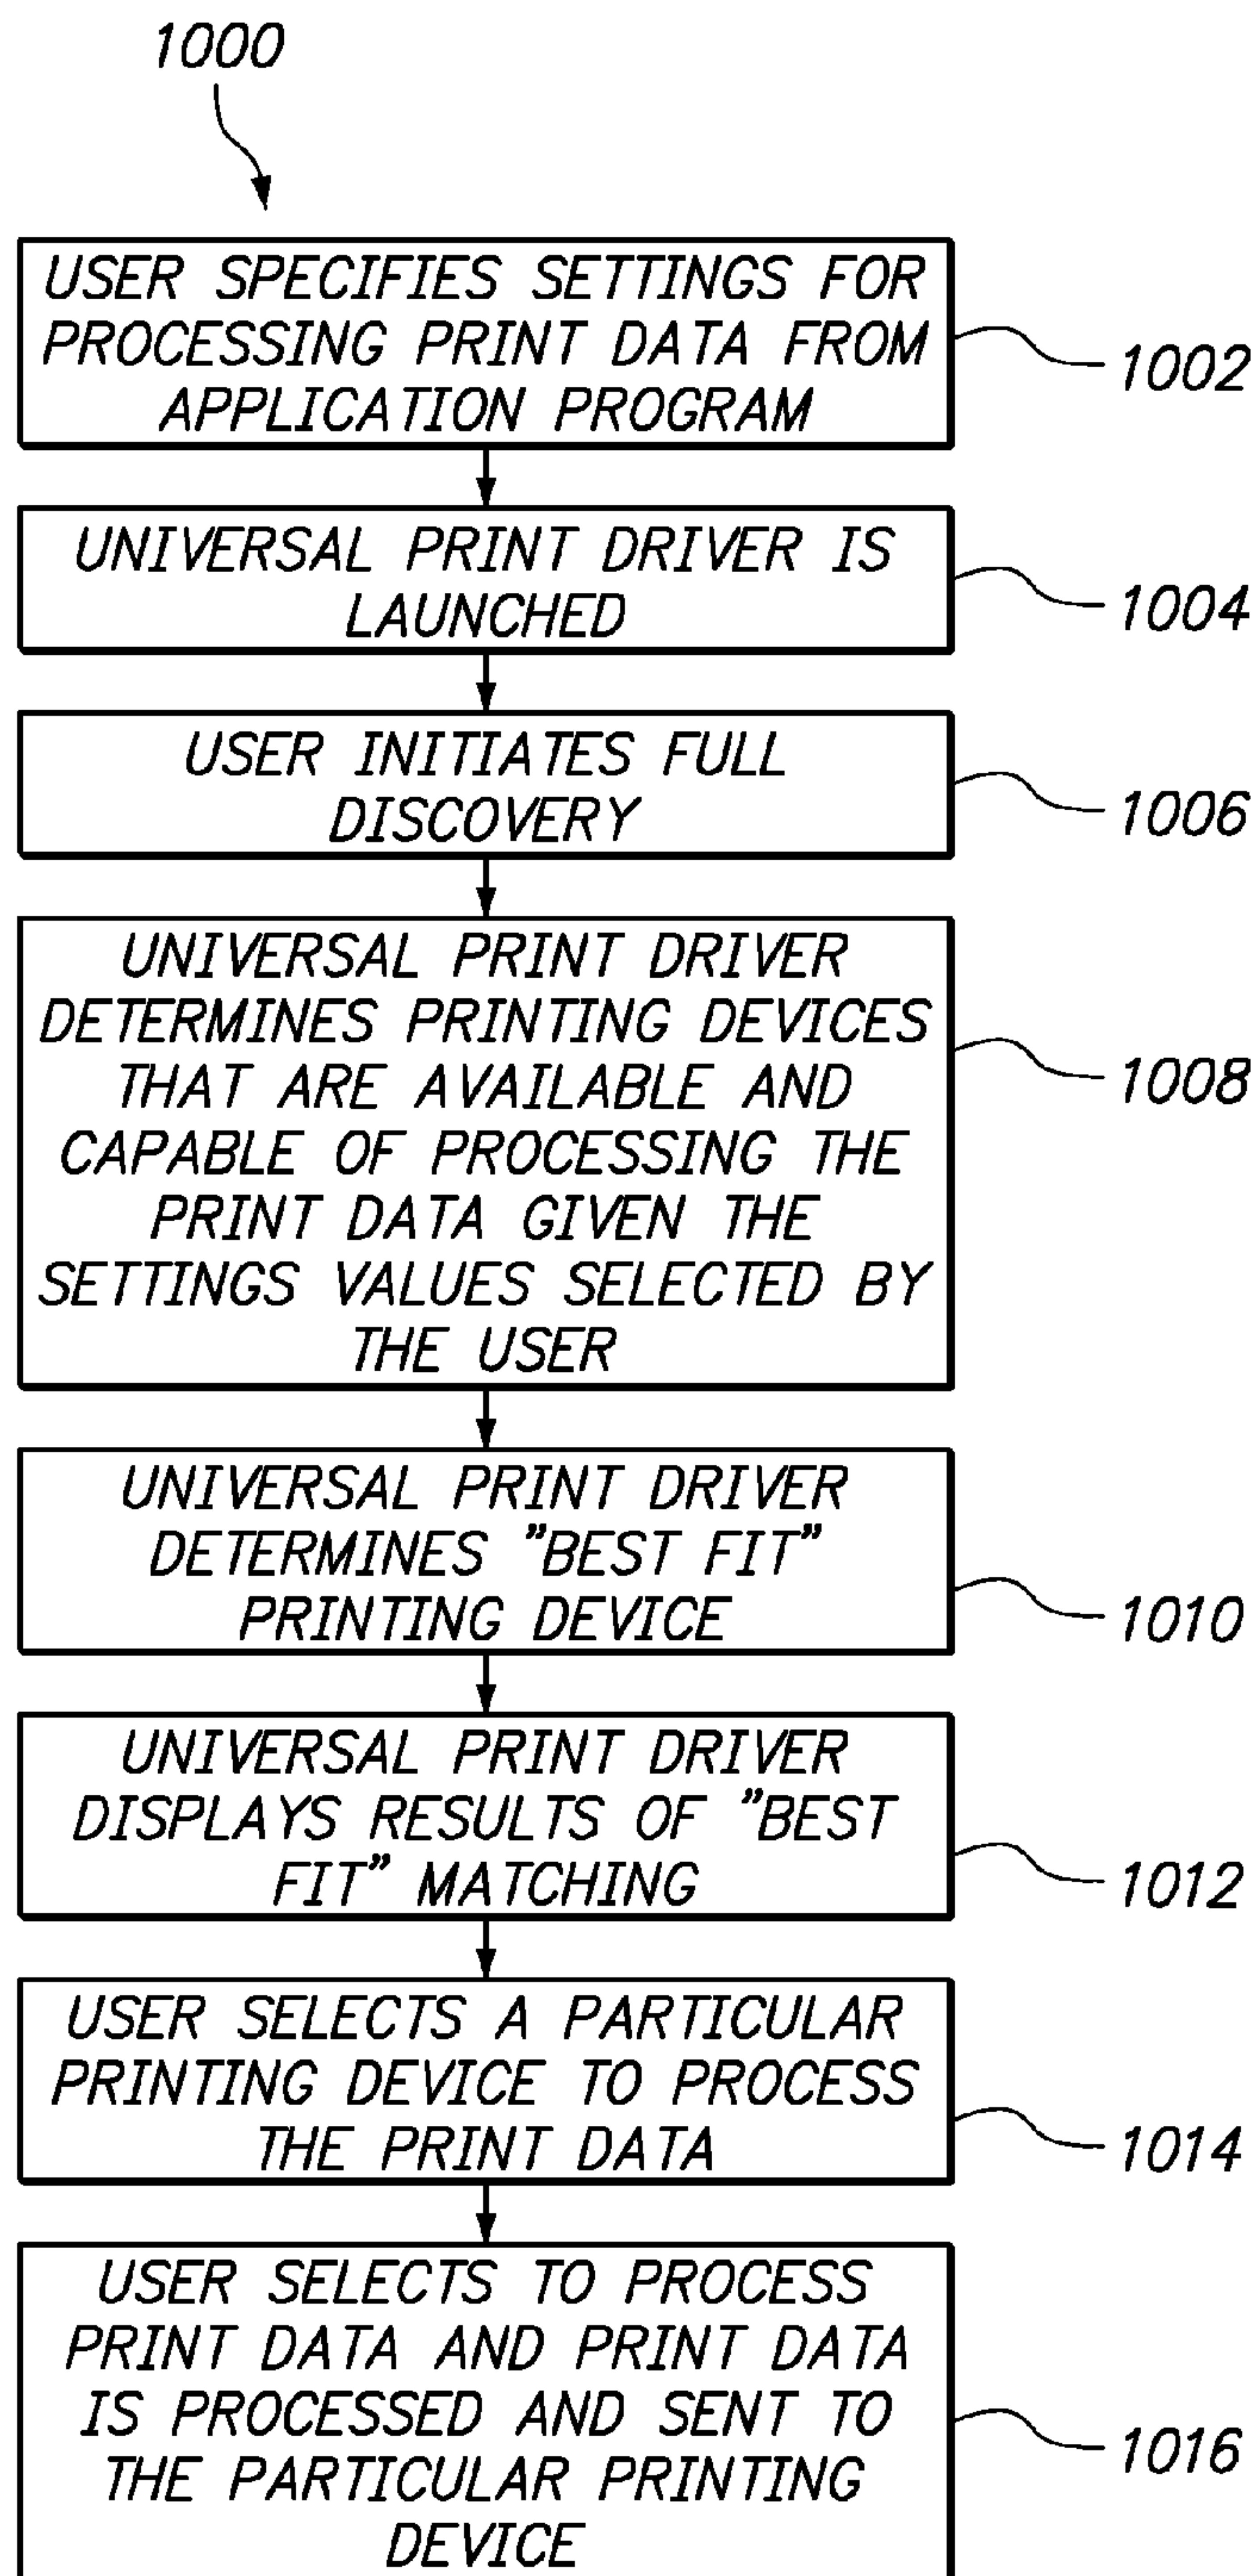 1000
USER SPECIFIES SETTINGS FOR
PROCESSING PRINT DATA FROM
APPLICATION PROGRAM
1002
UNIVERSAL PRINT DRIVER IS
LAUNCHED
1004
USER INITIATES FULL
DISCOVERY
1006
UNIVERSAL PRINT DRIVER
DETERMINES PRINTING DEVICES
THAT ARE AVAILABLE AND
CAPABLE OF PROCESSING THE
PRINT DATA GIVEN THE
SETTINGS VALUES SELECTED BY
THE USER
1008
UNIVERSAL PRINT DRIVER
DETERMINES "BEST FIT"
PRINTING DEVICE
1010
UNIVERSAL PRINT DRIVER
DISPLAYS RESULTS OF "BEST
FIT" MATCHING
1012
USER SELECTS A PARTICULAR
PRINTING DEVICE TO PROCESS
THE PRINT DATA
1014
USER SELECTS TO PROCESS
PRINT DATA AND PRINT DATA
IS PROCESSED AND SENT TO
THE PARTICULAR PRINTING
DEVICE
1016